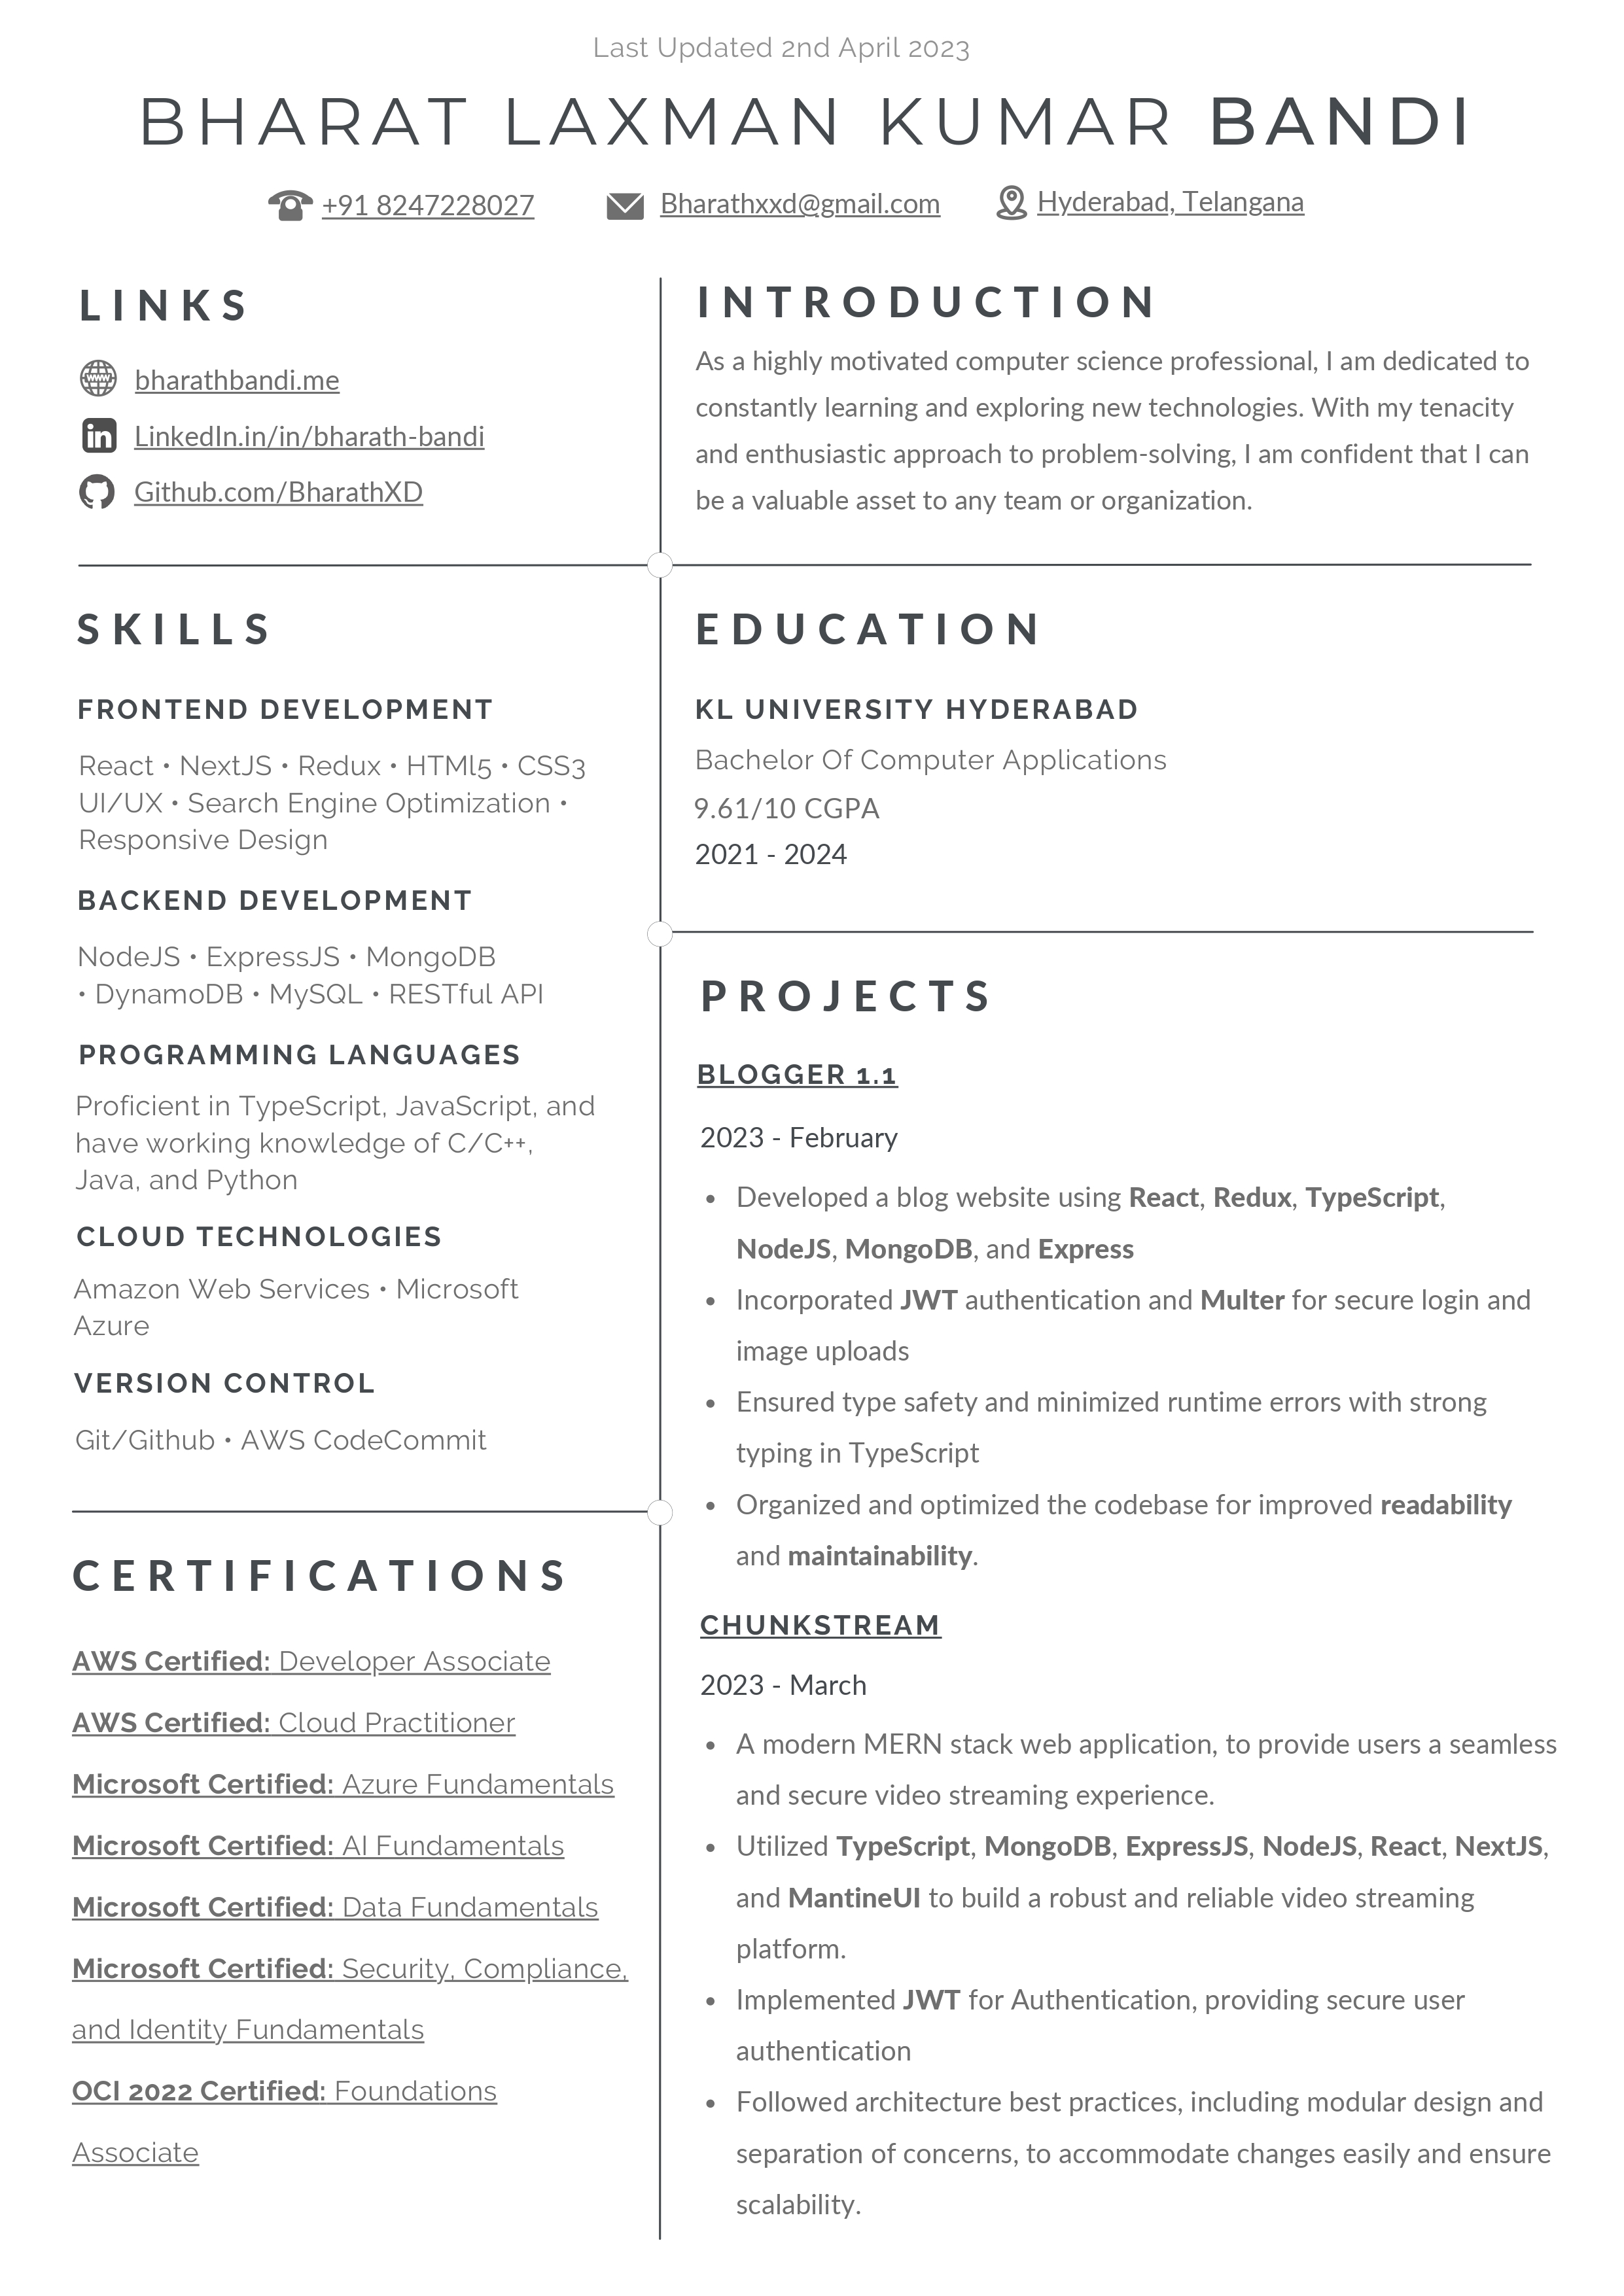 Last Updated 2nd April 2023
BHARAT LAXMAN KUMAR BANDI
+91 8247228027
Bharathxxd@gmail.com
Hyderabad, Telangana
LINKS
bharathbandi.me
LinkedIn.in/in/bharath-bandi
Github.com/BharathXD
INTRODUCTION
As a highly motivated computer science professional, I am dedicated to
constantly learning and exploring new technologies. With my tenacity
and enthusiastic approach to problem-solving, I am confident that I can
be a valuable asset to any team or organization.
SKILLS
FRONTEND DEVELOPMENT
React • NextJS • Redux • HTMl5 • CSS3
UI/UX • Search Engine Optimization •
Responsive Design
BACKEND DEVELOPMENT
NodeJS • ExpressJS • MongoDB
• DynamoDB • MySQL • RESTful API
PROGRAMMING LANGUAGES
Proficient in TypeScript, JavaScript, and
have working knowledge of C/C++,
Java, and Python
CLOUD TECHNOLOGIES
Amazon Web Services • Microsoft
Azure
VERSION CONTROL
Git/Github • AWS CodeCommit
CERTIFICATIONS
AWS Certified: Developer Associate
AWS Certified: Cloud Practitioner
Microsoft Certified: Azure Fundamentals
Microsoft Certified: AI Fundamentals
Microsoft Certified: Data Fundamentals
Microsoft Certified: Security, Compliance,
and Identity Fundamentals
OCI 2022 Certified: Foundations
Associate
EDUCATION
KL UNIVERSITY HYDERABAD
Bachelor Of Computer Applications
9.61/10 CGPA
2021 - 2024
PROJECTS
BLOGGER 1.1
2023 - February
• Developed a blog website using React, Redux, TypeScript,
NodeJS, MongoDB, and Express
• Incorporated JWT authentication and Multer for secure login and
image uploads
• Ensured type safety and minimized runtime errors with strong
typing in TypeScript
• Organized and optimized the codebase for improved readability
and maintainability.
CHUNKSTREAM
2023 - March
• A modern MERN stack web application, to provide users a seamless
and secure video streaming experience.
• Utilized TypeScript, MongoDB, ExpressJS, NodeJS, React, NextJS,
and MantineUI to build a robust and reliable video streaming
platform.
• Implemented JWT for Authentication, providing secure user
authentication
• Followed architecture best practices, including modular design and
separation of concerns, to accommodate changes easily and ensure
scalability.